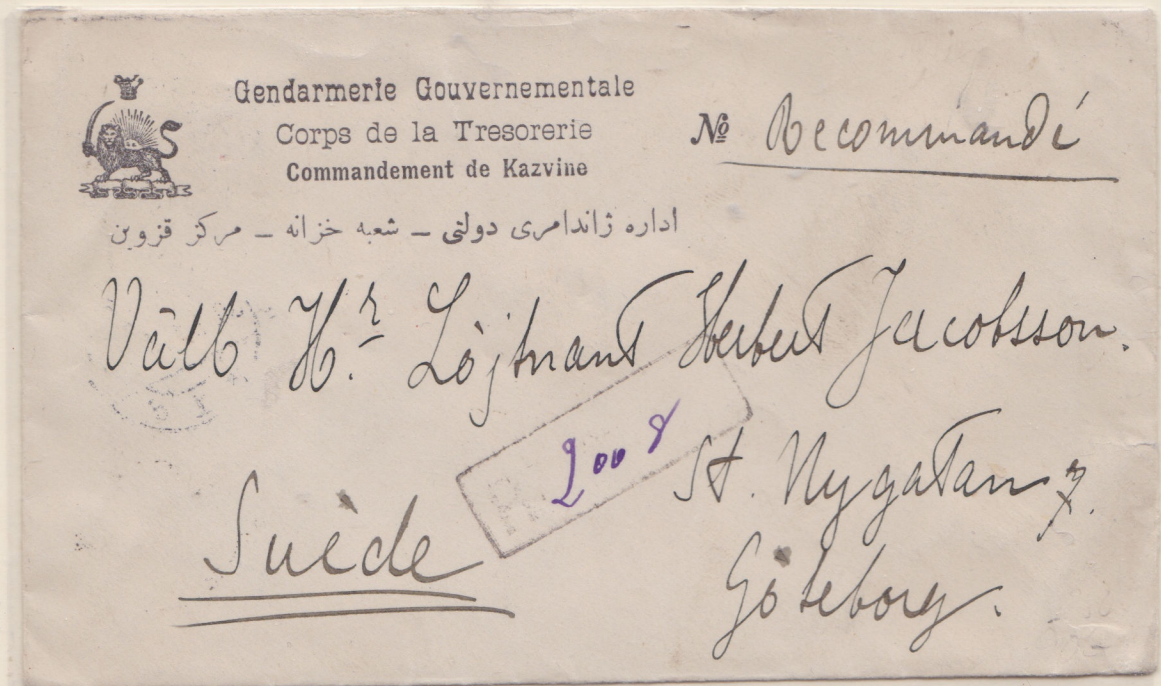 Gendarmerie Gouvernementale
Corps de la Tresorerie
Commandement de Kazvine
№ Recommandé
اداره ژاندامری دولتی ـ شعبه خزانه ـ مرکز قزوین
Välb Hr. Löjtnant Herbert Jacobsson.
2008
St. Nygatan 7.
Suède
Göteborg.